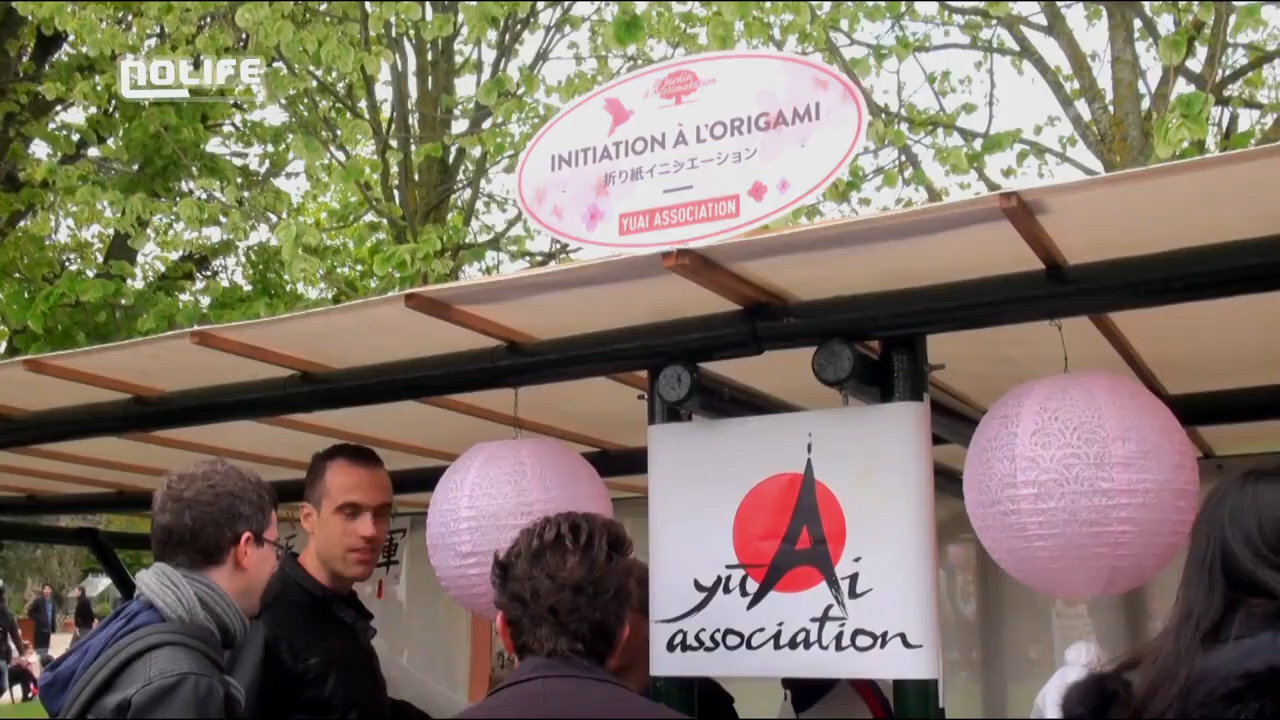 NOLIFE
Jardin
d'Acclimatation
INITIATION À L'ORIGAMI
折り紙イニシエーション
YUAI ASSOCIATION
yūAi
association